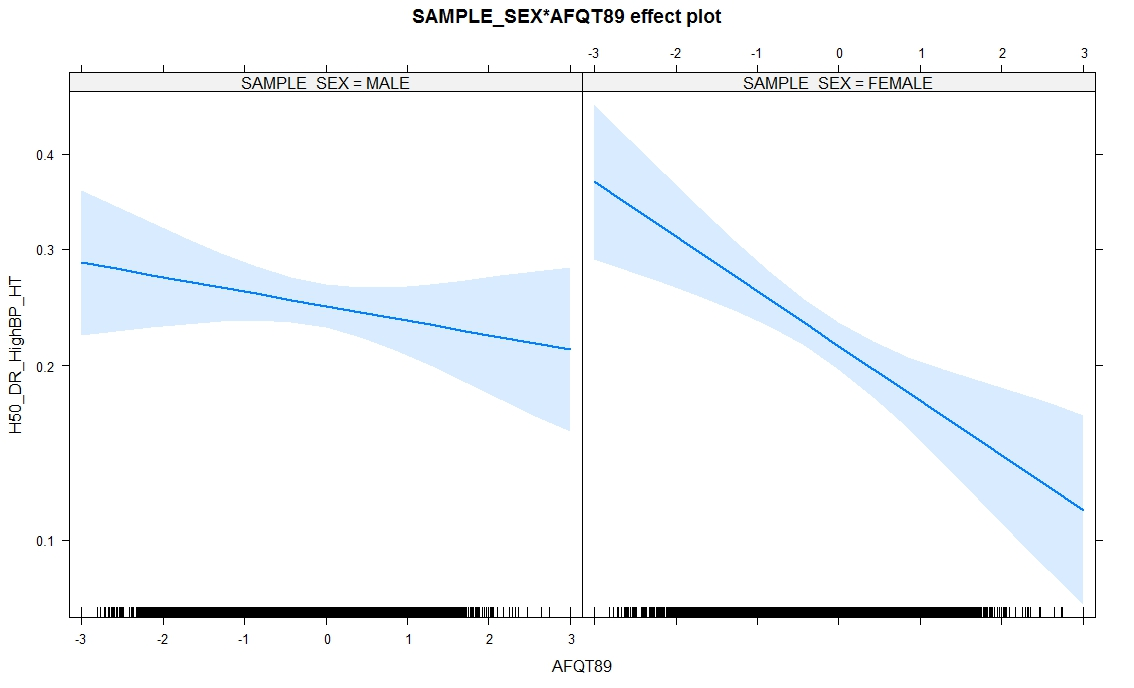 SAMPLE_SEX*AFQT89 effect plot
-3 -2 -1 0 1 2 3
SAMPLE_SEX = MALE
SAMPLE_SEX = FEMALE
0.4
0.3
0.2
0.1
H50_DR_HighBP_HT
-3 -2 -1 0 1 2 3
AFQT89